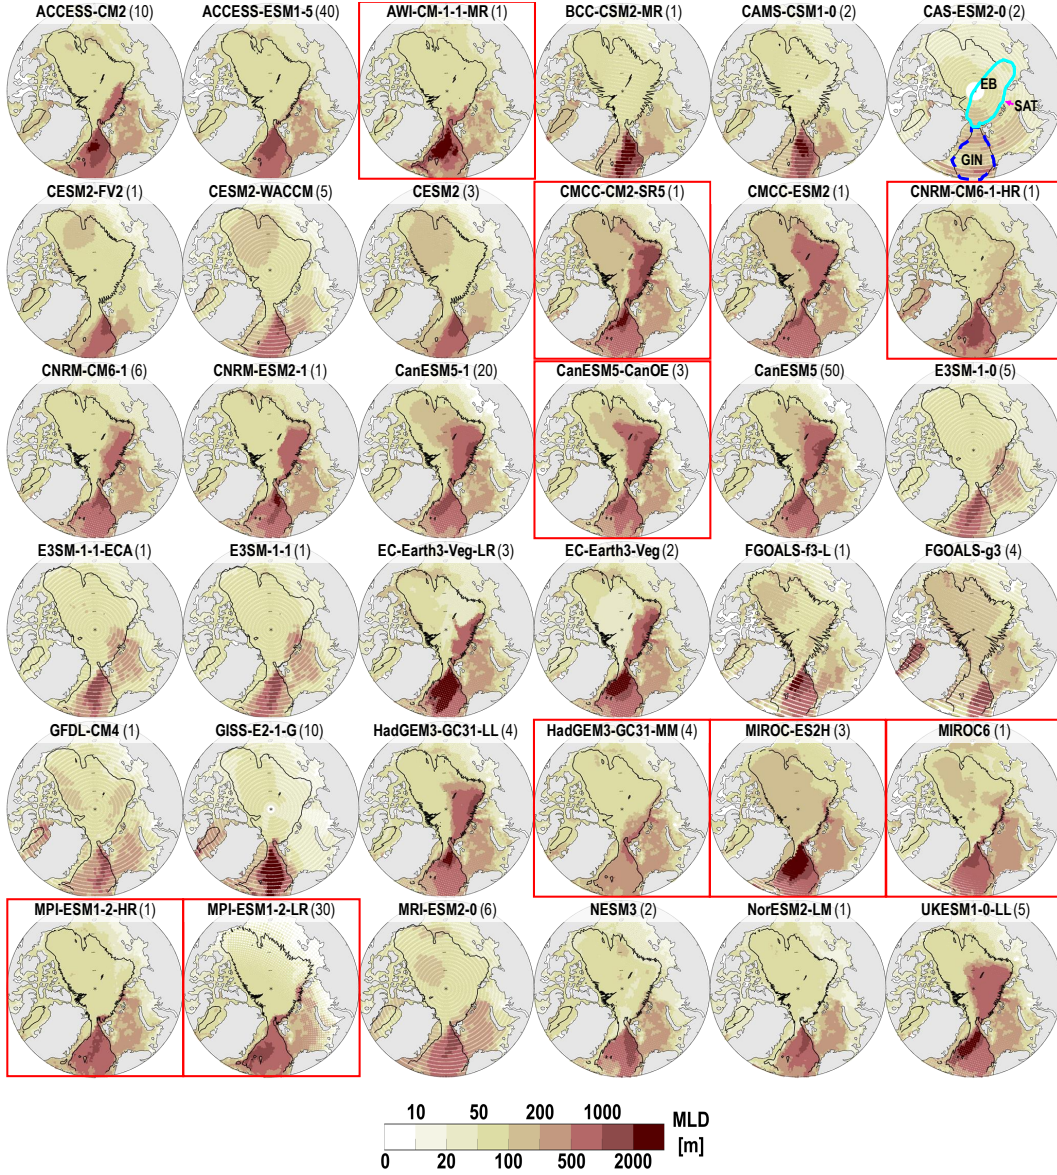 ACCESS-CM2 (10) ACCESS-ESM1-5 (40) AWI-CM-1-1-MR (1) BCC-CSM2-MR (1) CAMS-CSM1-0 (2) CAS-ESM2-0 (2)
EB
SAT
GIN
CESM2-FV2 (1) CESM2-WACCM (5) CESM2 (3) CMCC-CM2-SR5 (1) CMCC-ESM2 (1) CNRM-CM6-1-HR (1)
CNRM-CM6-1 (6) CNRM-ESM2-1 (1) CanESM5-1 (20) CanESM5-CanOE (3) CanESM5 (50) E3SM-1-0 (5)
E3SM-1-1-ECA (1) E3SM-1-1 (1) EC-Earth3-Veg-LR (3) EC-Earth3-Veg (2) FGOALS-f3-L (1) FGOALS-g3 (4)
GFDL-CM4 (1) GISS-E2-1-G (10) HadGEM3-GC31-LL (4) HadGEM3-GC31-MM (4) MIROC-ES2H (3) MIROC6 (1)
MPI-ESM1-2-HR (1) MPI-ESM1-2-LR (30) MRI-ESM2-0 (6) NESM3 (2) NorESM2-LM (1) UKESM1-0-LL (5)
10 50 200 1000 MLD
0 20 100 500 2000 [m]